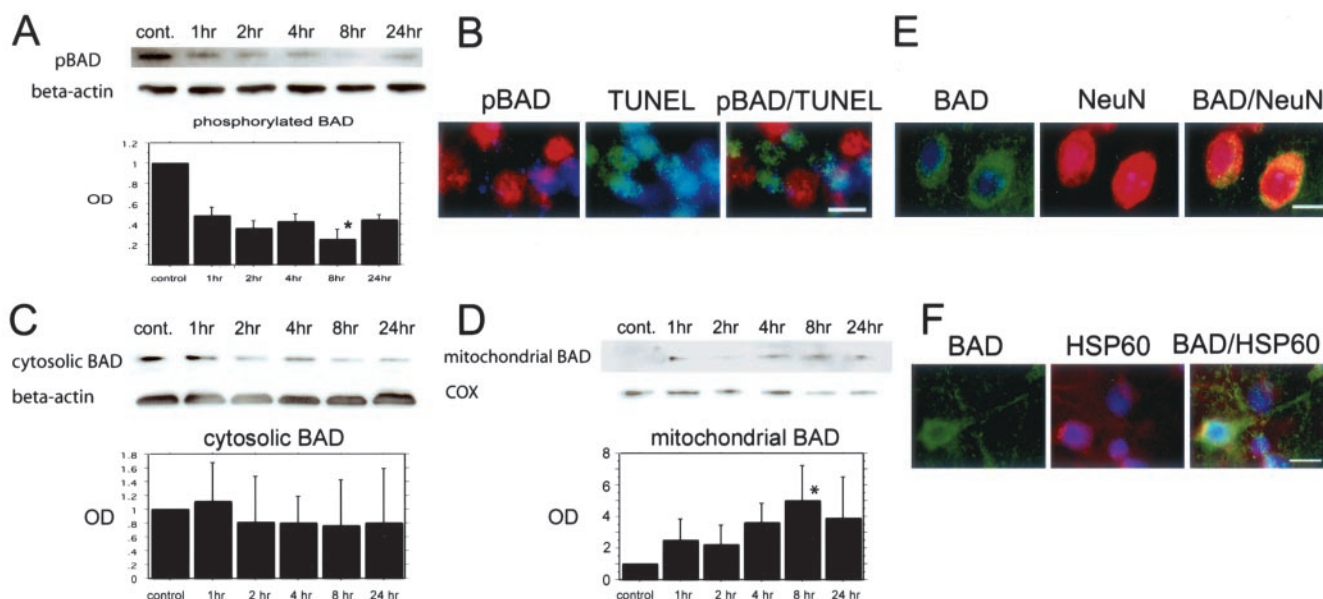 A
cont. 1hr 2hr 4hr 8hr 24hr
pBAD
beta-actin
phosphorylated BAD
1.2
1
.8
.6
.4
.2
OD
*
control 1hr 2hr 4hr 8hr 24hr
B
pBAD TUNEL pBAD/TUNEL
E
BAD NeuN BAD/NeuN
C
cont. 1hr 2hr 4hr 8hr 24hr
cytosolic BAD
beta-actin
cytosolic BAD
1.8
1.6
1.4
1.2
1
.8
.6
.4
.2
0
OD
control 1hr 2 hr 4 hr 8 hr 24 hr
D
cont. 1hr 2hr 4hr 8hr 24hr
mitochondrial BAD
COX
mitochondrial BAD
8
6
4
2
0
OD
*
control 1hr 2 hr 4 hr 8 hr 24 hr
F
BAD HSP60 BAD/HSP60